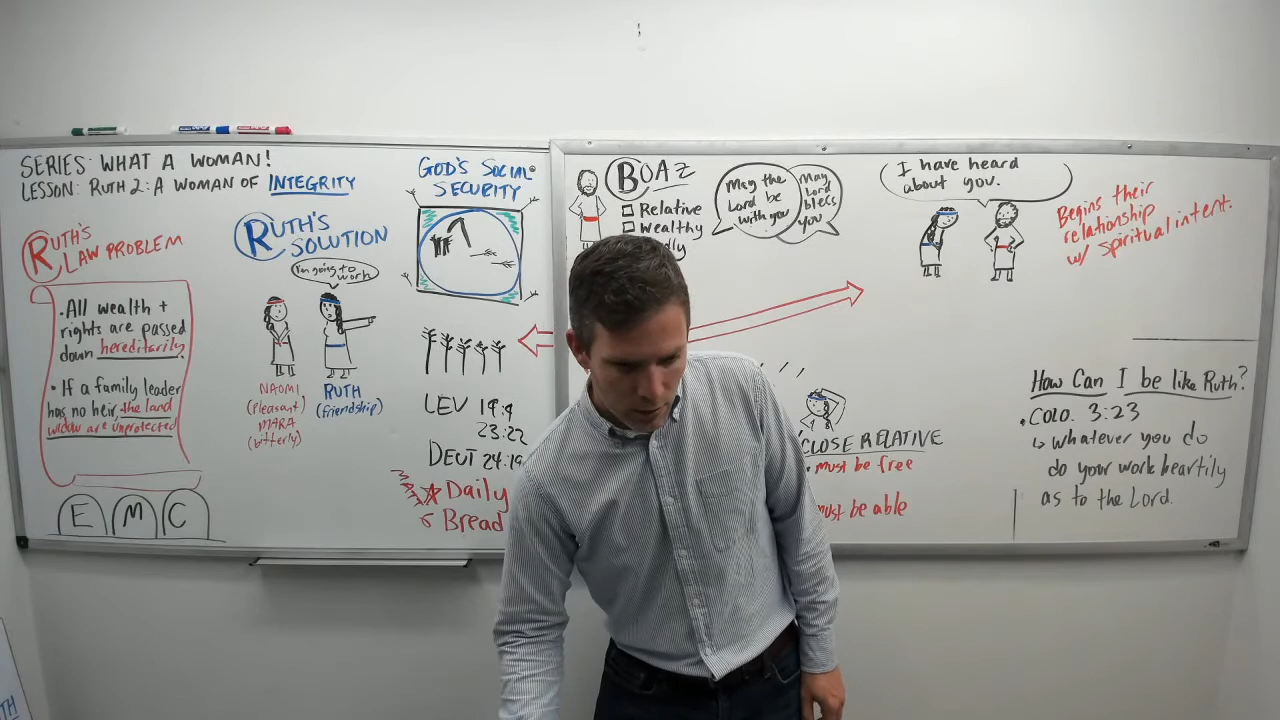 SERIES: WHAT A WOMAN!
LESSON: RUTH 2: A WOMAN OF INTEGRITY
RUTH'S
LAW PROBLEM
• All wealth +
rights are passed
down hereditarily.
• If a family leader
has no heir, the land
widow are unprotected
E M C
RUTH'S
SOLUTION
I'm going to
work
NAOMI
(pleasant)
MARA
(bitterly)
RUTH
(friendship)
GOD'S SOCIAL
SECURITY
LEV 19:9
23:22
DEUT 24:19
Daily
Bread
BOAZ
Relative
Wealthy
dly
May the
Lord be
with you
May
Lord
bless
you
I have heard
about you.
Begins their
relationship
w/ spiritual intent.
CLOSE RELATIVE
• must be free
must be able
How Can I be like Ruth?
• COLO. 3:23
↳ whatever you do
do your work heartily
as to the Lord.
TH